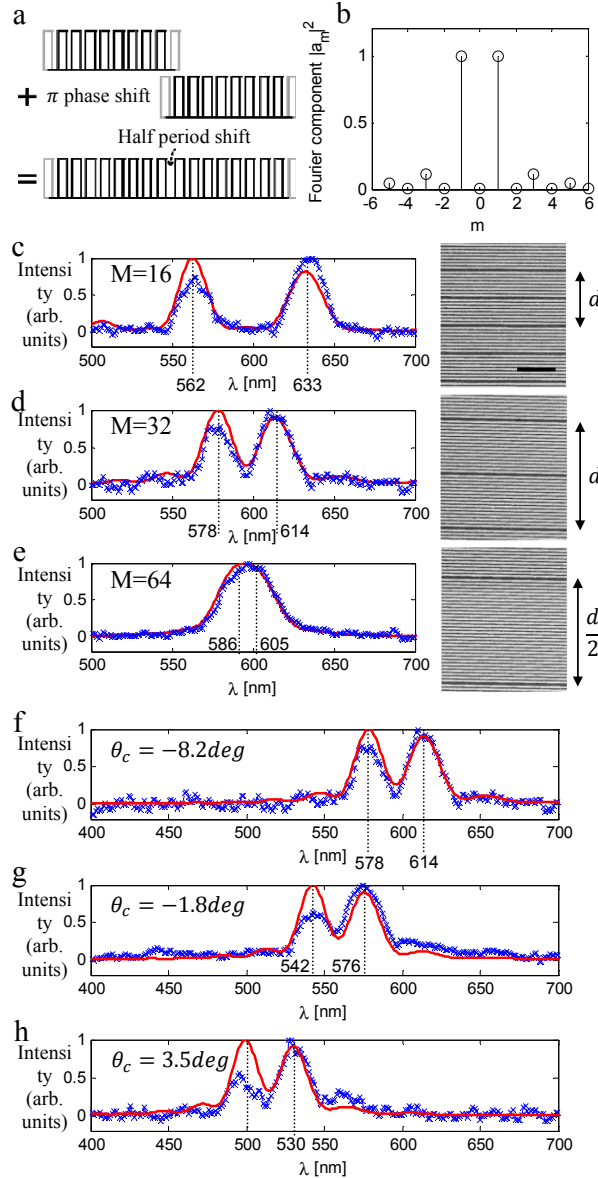 a
+ π phase shift
Half period shift
=
b
Fourier component |a_m|^2
1
0.5
0
-6 -4 -2 0 2 4 6
m
c
Intensi
ty
(arb.
units)
M=16
1
0.5
0
500 550 600 650 700
562 633
λ [nm]
d
d
Intensi
ty
(arb.
units)
M=32
1
0.5
0
500 550 600 650 700
578 614
λ [nm]
d
e
Intensi
ty
(arb.
units)
M=64
1
0.5
0
586 605
500 550 600 650 700
λ [nm]
d
2
f
Intensi
ty
(arb.
units)
θ_c = −8.2deg
1
0.5
0
400 450 500 550 600 650 700
λ [nm]
578 614
g
Intensi
ty
(arb.
units)
θ_c = −1.8deg
1
0.5
0
542 576
400 450 500 550 600 650 700
λ [nm]
h
Intensi
ty
(arb.
units)
θ_c = 3.5deg
1
0.5
0
400 450 500 550 600 650 700
500 530
λ [nm]